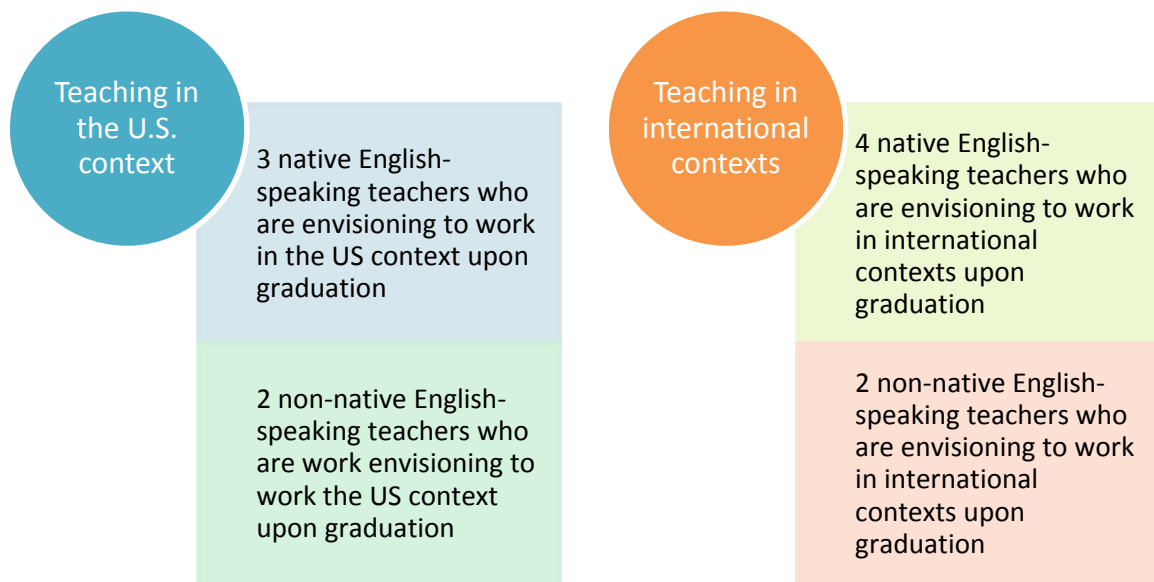 Teaching in
the U.S.
context
3 native English-
speaking teachers who
are envisioning to work
in the US context upon
graduation
2 non-native English-
speaking teachers who
are work envisioning to
work the US context
upon graduation
Teaching in
international
contexts
4 native English-
speaking teachers who
are envisioning to work
in international
contexts upon
graduation
2 non-native English-
speaking teachers who
are envisioning to work
in international
contexts upon
graduation